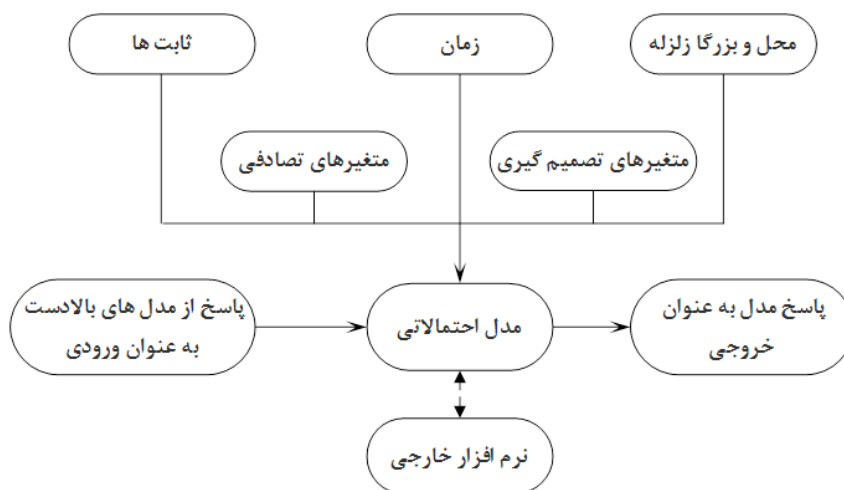 محل و بزرگا زلزله
زمان
ثابت ها
متغیرهای تصمیم گیری
متغیرهای تصادفی
پاسخ از مدل های بالادست
به عنوان ورودی
مدل احتمالاتی
پاسخ مدل به عنوان
خروجی
نرم افزار خارجی